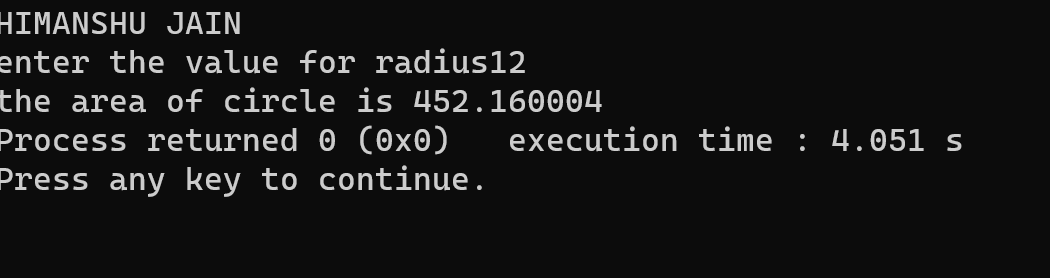 HIMANSHU JAIN
enter the value for radius12
the area of circle is 452.160004
Process returned 0 (0x0)   execution time : 4.051 s
Press any key to continue.